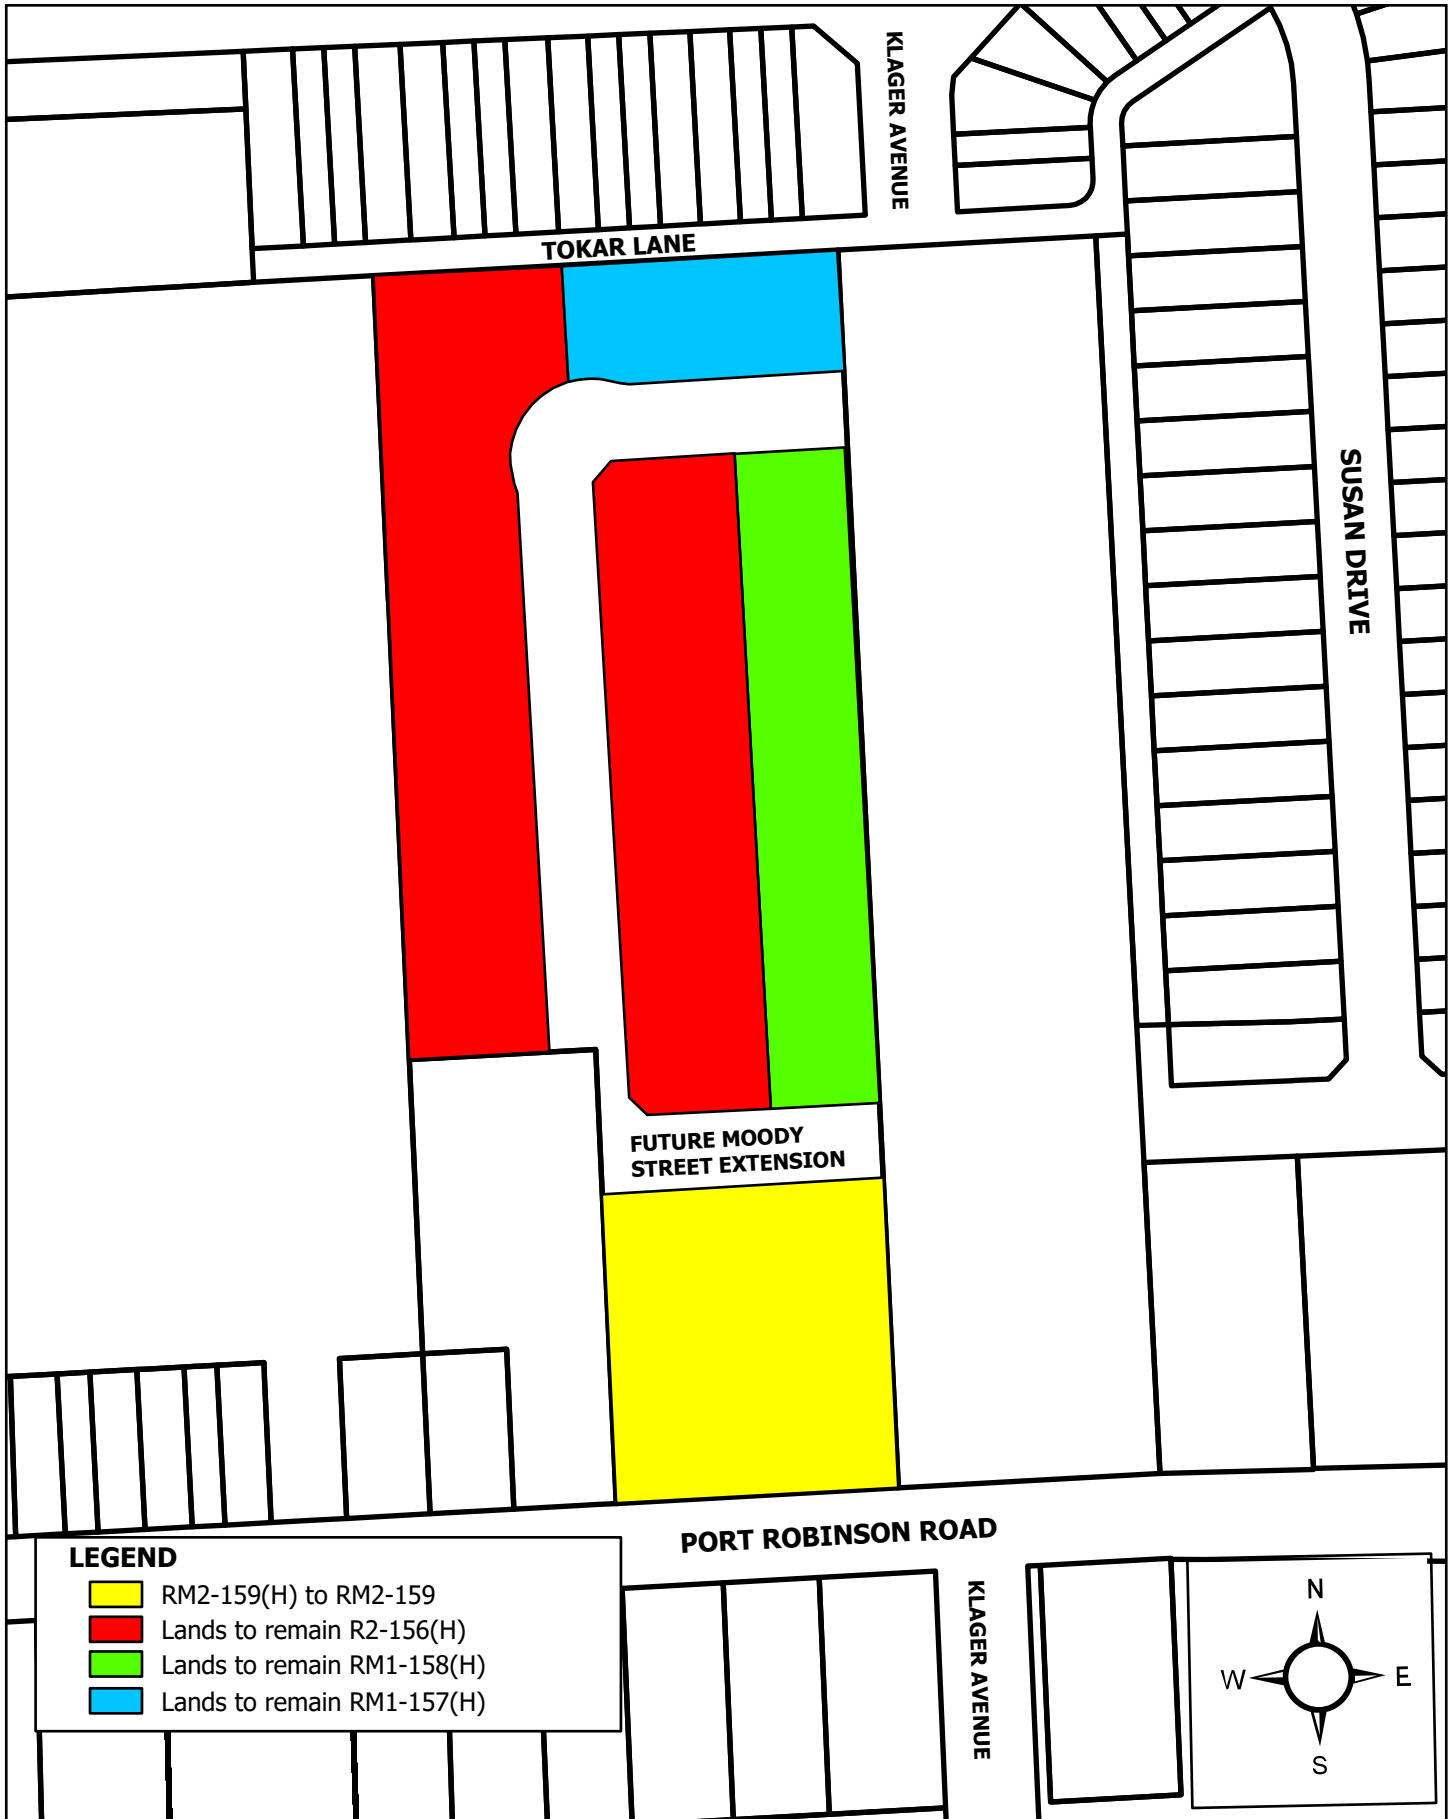 KLAGER AVENUE
TOKAR LANE
SUSAN DRIVE
FUTURE MOODY
STREET EXTENSION
PORT ROBINSON ROAD
LEGEND
RM2-159(H) to RM2-159
Lands to remain R2-156(H)
Lands to remain RM1-158(H)
Lands to remain RM1-157(H)
KLAGER AVENUE
N
W
E
S